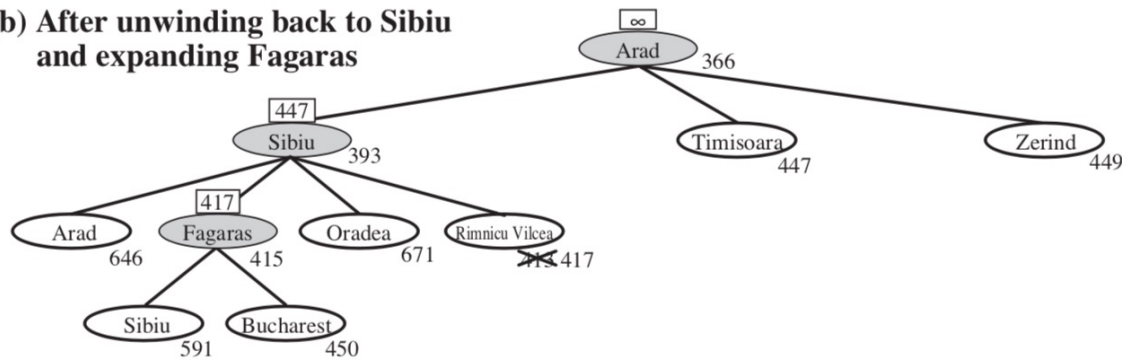 b) After unwinding back to Sibiu
and expanding Fagaras
∞
Arad
366
447
Sibiu
393
Timisoara
447
Zerind
449
417
Arad
646
Fagaras
415
Oradea
671
Rimnicu Vilcea
413 417
Sibiu
591
Bucharest
450